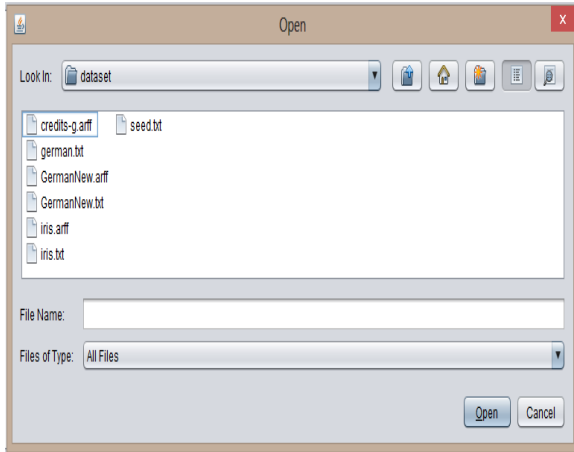 Open
x
Look In: dataset
credits-g.arff seed.txt
german.txt
GermanNew.arff
GermanNew.txt
iris.arff
iris.txt
File Name:
Files of Type: All Files
Open Cancel